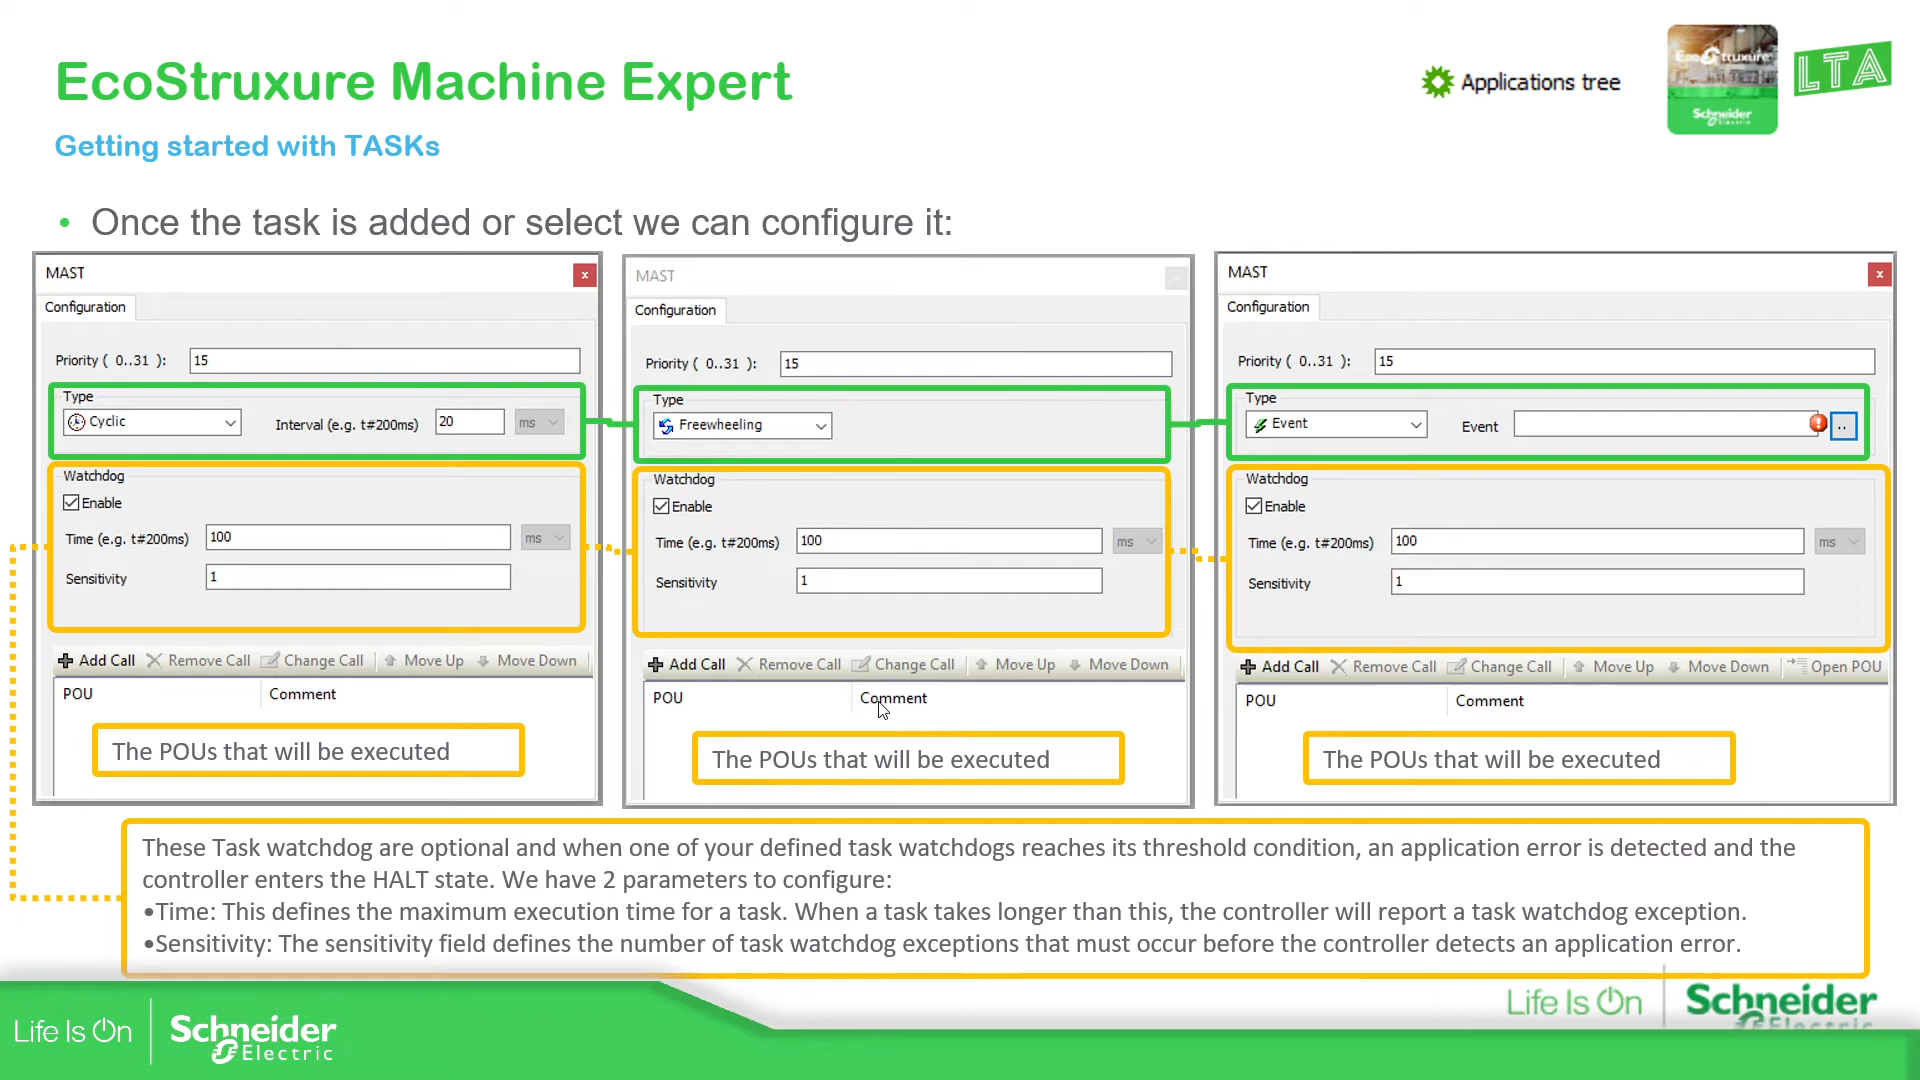 EcoStruxure Machine Expert
Getting started with TASKs
Applications tree
EcoStruxure
Schneider
Electric
LTA
• Once the task is added or select we can configure it:
MAST
x
Configuration
Priority ( 0..31 ): 15
Type
Cyclic Interval (e.g. t#200ms) 20 ms
Watchdog
Enable
Time (e.g. t#200ms) 100 ms
Sensitivity 1
Add Call Remove Call Change Call Move Up Move Down
POU Comment
The POUs that will be executed
MAST
Configuration
Priority ( 0..31 ): 15
Type
Freewheeling
Watchdog
Enable
Time (e.g. t#200ms) 100 ms
Sensitivity 1
Add Call Remove Call Change Call Move Up Move Down
POU Comment
The POUs that will be executed
MAST
x
Configuration
Priority ( 0..31 ): 15
Type
Event Event ..
Watchdog
Enable
Time (e.g. t#200ms) 100 ms
Sensitivity 1
Add Call Remove Call Change Call Move Up Move Down Open POU
POU Comment
The POUs that will be executed
These Task watchdog are optional and when one of your defined task watchdogs reaches its threshold condition, an application error is detected and the
controller enters the HALT state. We have 2 parameters to configure:
•Time: This defines the maximum execution time for a task. When a task takes longer than this, the controller will report a task watchdog exception.
•Sensitivity: The sensitivity field defines the number of task watchdog exceptions that must occur before the controller detects an application error.
Life Is On Schneider
Electric
Life Is On Schneider
Electric